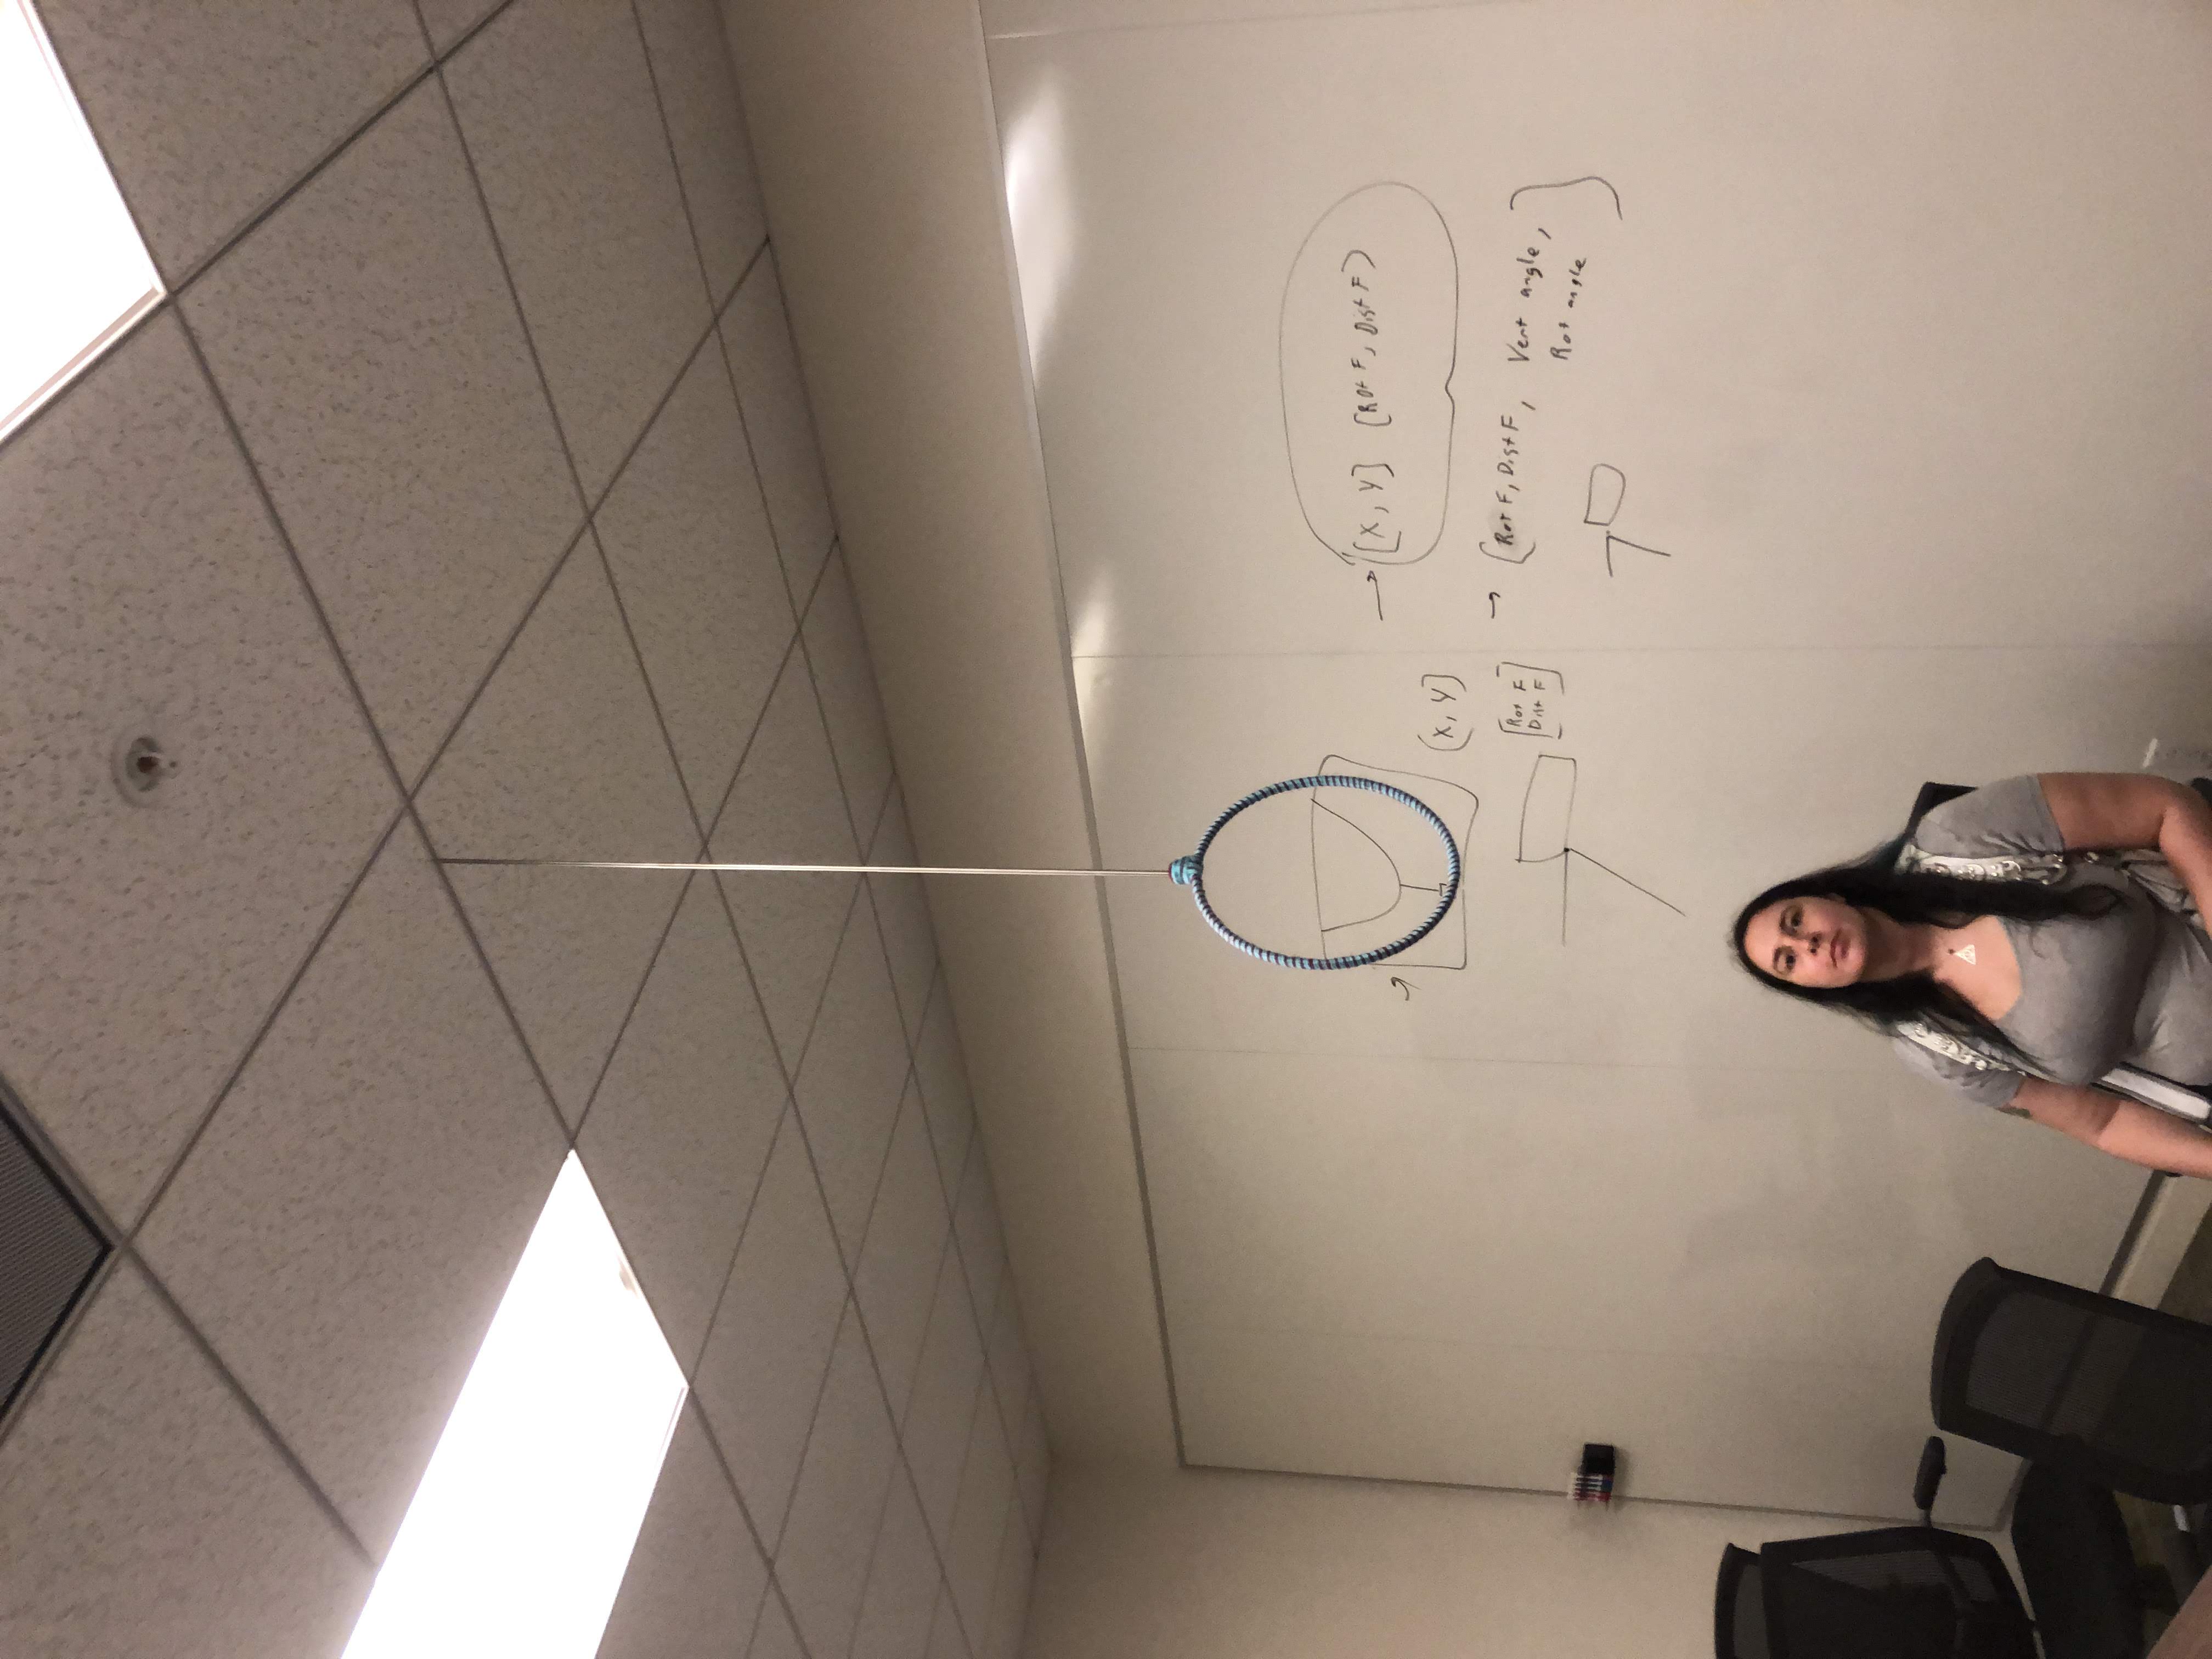 [X, Y] [Rot F, Dist F]
(X, Y]
[Rot F
Dist F]
[Rot F, Dist F, Vert angle,
Rot angle]